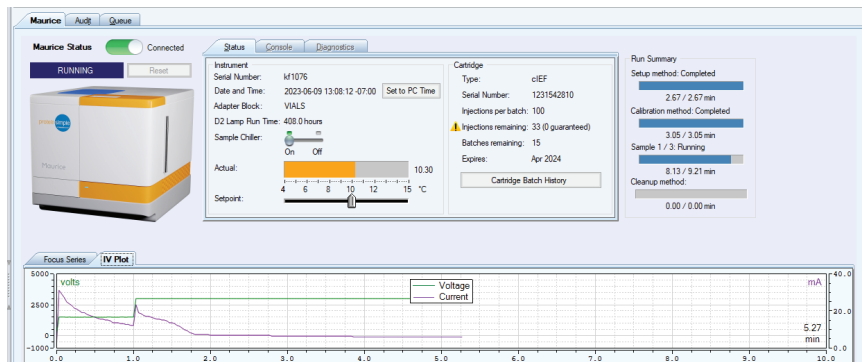 Maurice Audit Queue
Maurice Status Connected
RUNNING Reset
simple
Maurice
Status Console Diagnostics
Instrument
Serial Number: kf1076
Date and Time: 2023-06-09 13:08:12 -07:00 Set to PC Time
Adapter Block: VIALS
D2 Lamp Run Time: 408.0 hours
Sample Chiller:
On Off
Actual: 10.30
4 6 8 10 12 15 °C
Setpoint:
Cartridge
Type: cIEF
Serial Number: 1231542810
Injections per batch: 100
Injections remaining: 33 (0 guaranteed)
Batches remaining: 15
Expires: Apr 2024
Cartridge Batch History
Run Summary
Setup method: Completed
2.67 / 2.67 min
Calibration method: Completed
3.05 / 3.05 min
Sample 1 / 3: Running
8.13 / 9.21 min
Cleanup method:
0.00 / 0.00 min
Focus Series IV Plot
5000 volts mA 40.0
Voltage
Current
2500 20.0
5.27
0 min
-1000 0.0
0.0 1.0 2.0 3.0 4.0 5.0 6.0 7.0 8.0 9.0 10.0